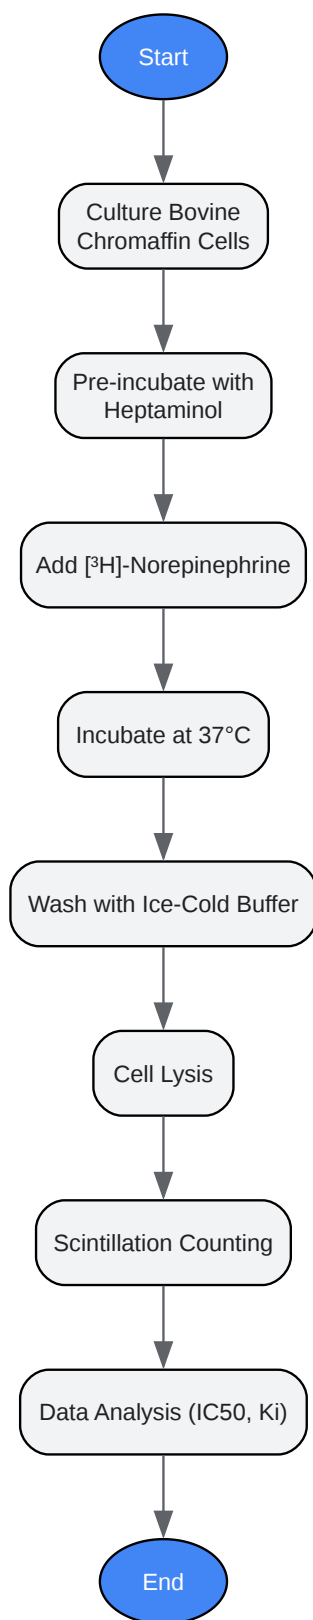 Start
Culture Bovine
Chromaffin Cells
Pre-incubate with
Heptaminol
Add [³H]-Norepinephrine
Incubate at 37°C
Wash with Ice-Cold Buffer
Cell Lysis
Scintillation Counting
Data Analysis (IC50, Ki)
End